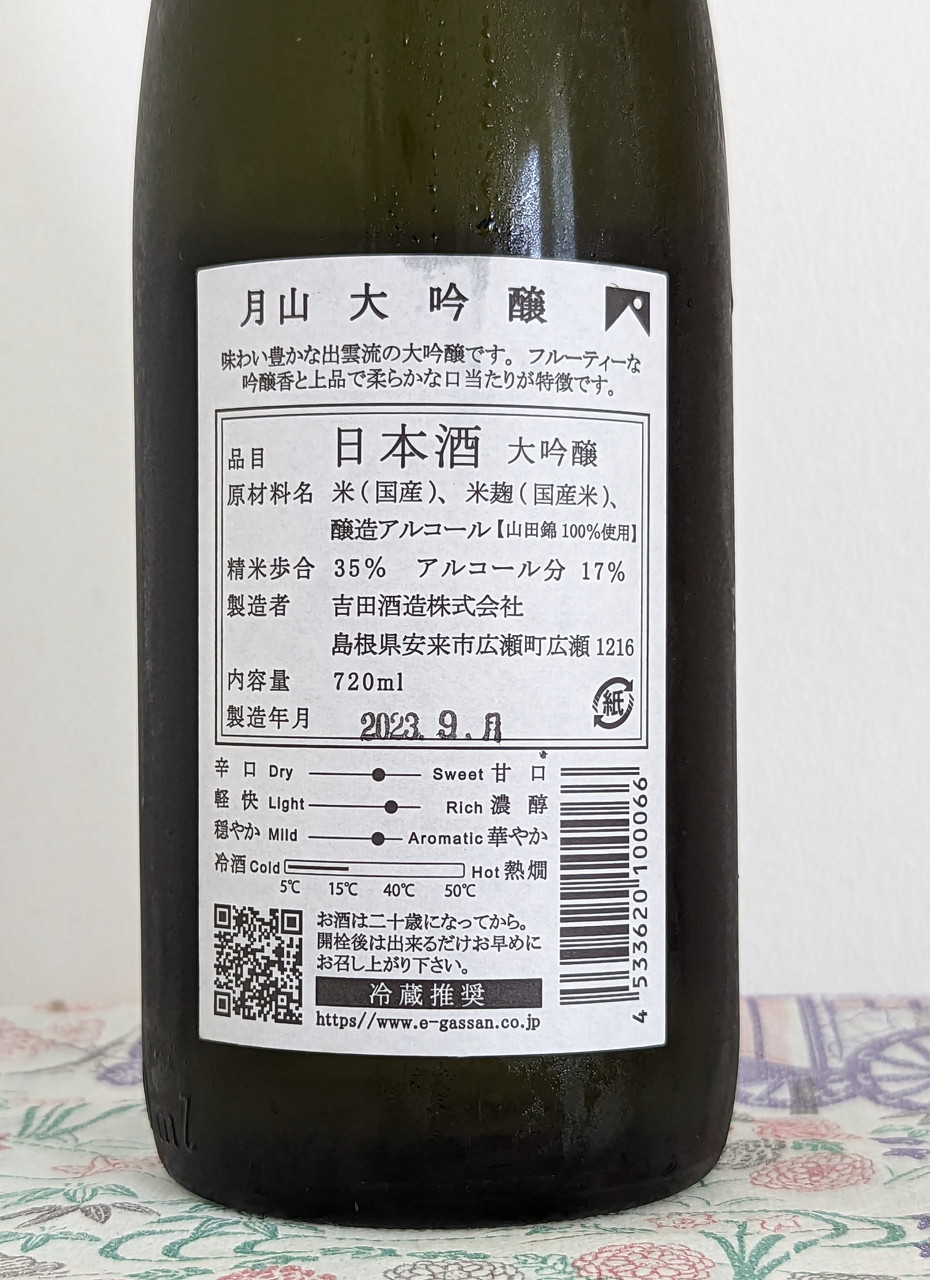 月山 大吟醸
味わい豊かな出雲流の大吟醸です。フルーティーな
吟醸香と上品で柔らかな口当たりが特徴です。
品目 日本酒 大吟醸
原材料名 米(国産)、米麹(国産米)、
醸造アルコール【山田錦100%使用】
精米歩合 35% アルコール分 17%
製造者 吉田酒造株式会社
島根県安来市広瀬町広瀬1216
内容量 720ml
紙
製造年月 2023. 9. 月
辛口 Dry Sweet 甘口
軽快 Light Rich 濃醇
穏やか Mild Aromatic 華やか
冷酒 Cold Hot 熱燗
5℃ 15℃ 40℃ 50℃
お酒は二十歳になってから。
開栓後は出来るだけお早めに
お召し上がり下さい。
冷蔵推奨
https//www.e-gassan.co.jp
4 533620 100066
ml